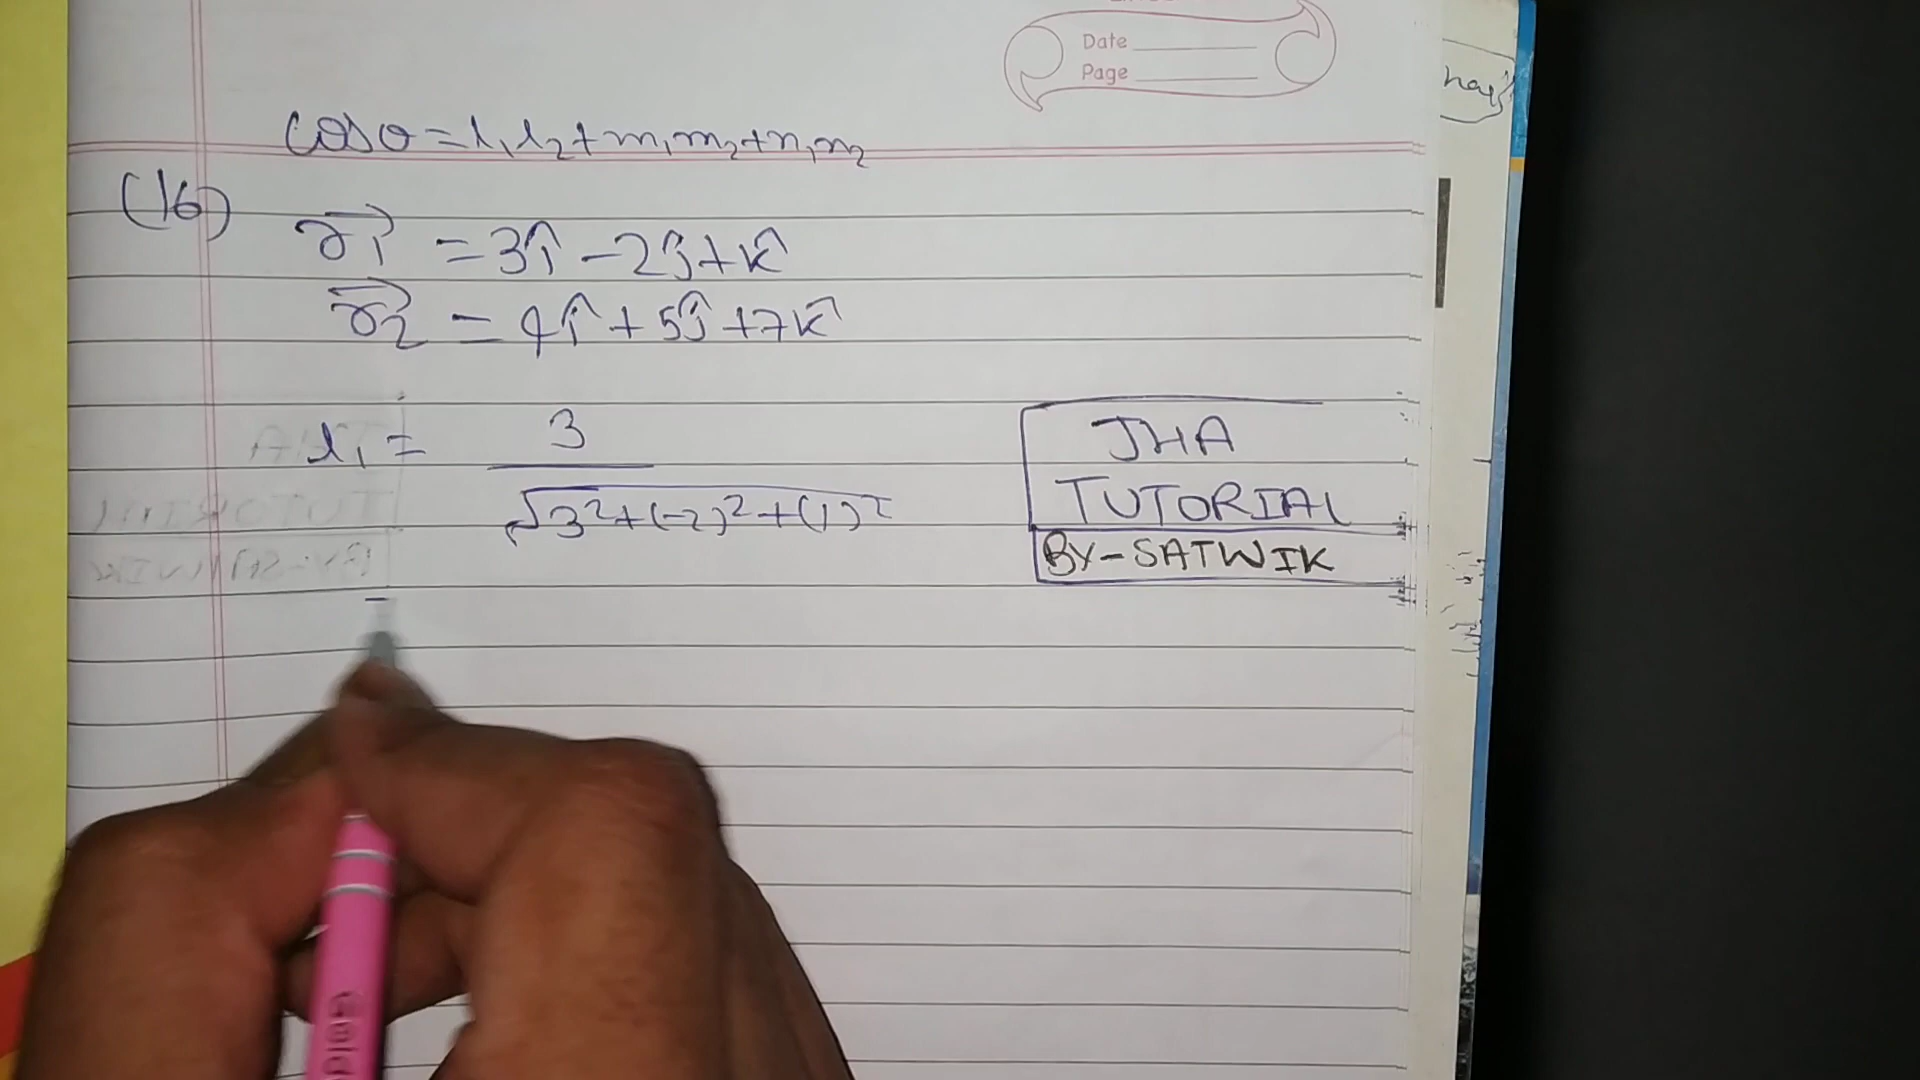 Date
Page
cosθ = l₁l₂+m₁m₂+n₁n₂
(16)
r₁⃗ = 3î - 2ĵ + k̂
r₂⃗ = 4î + 5ĵ + 7k̂
l₁ = 3
√3²+(-2)²+(1)²
JHA
TUTORIAL
BY-SATWIK